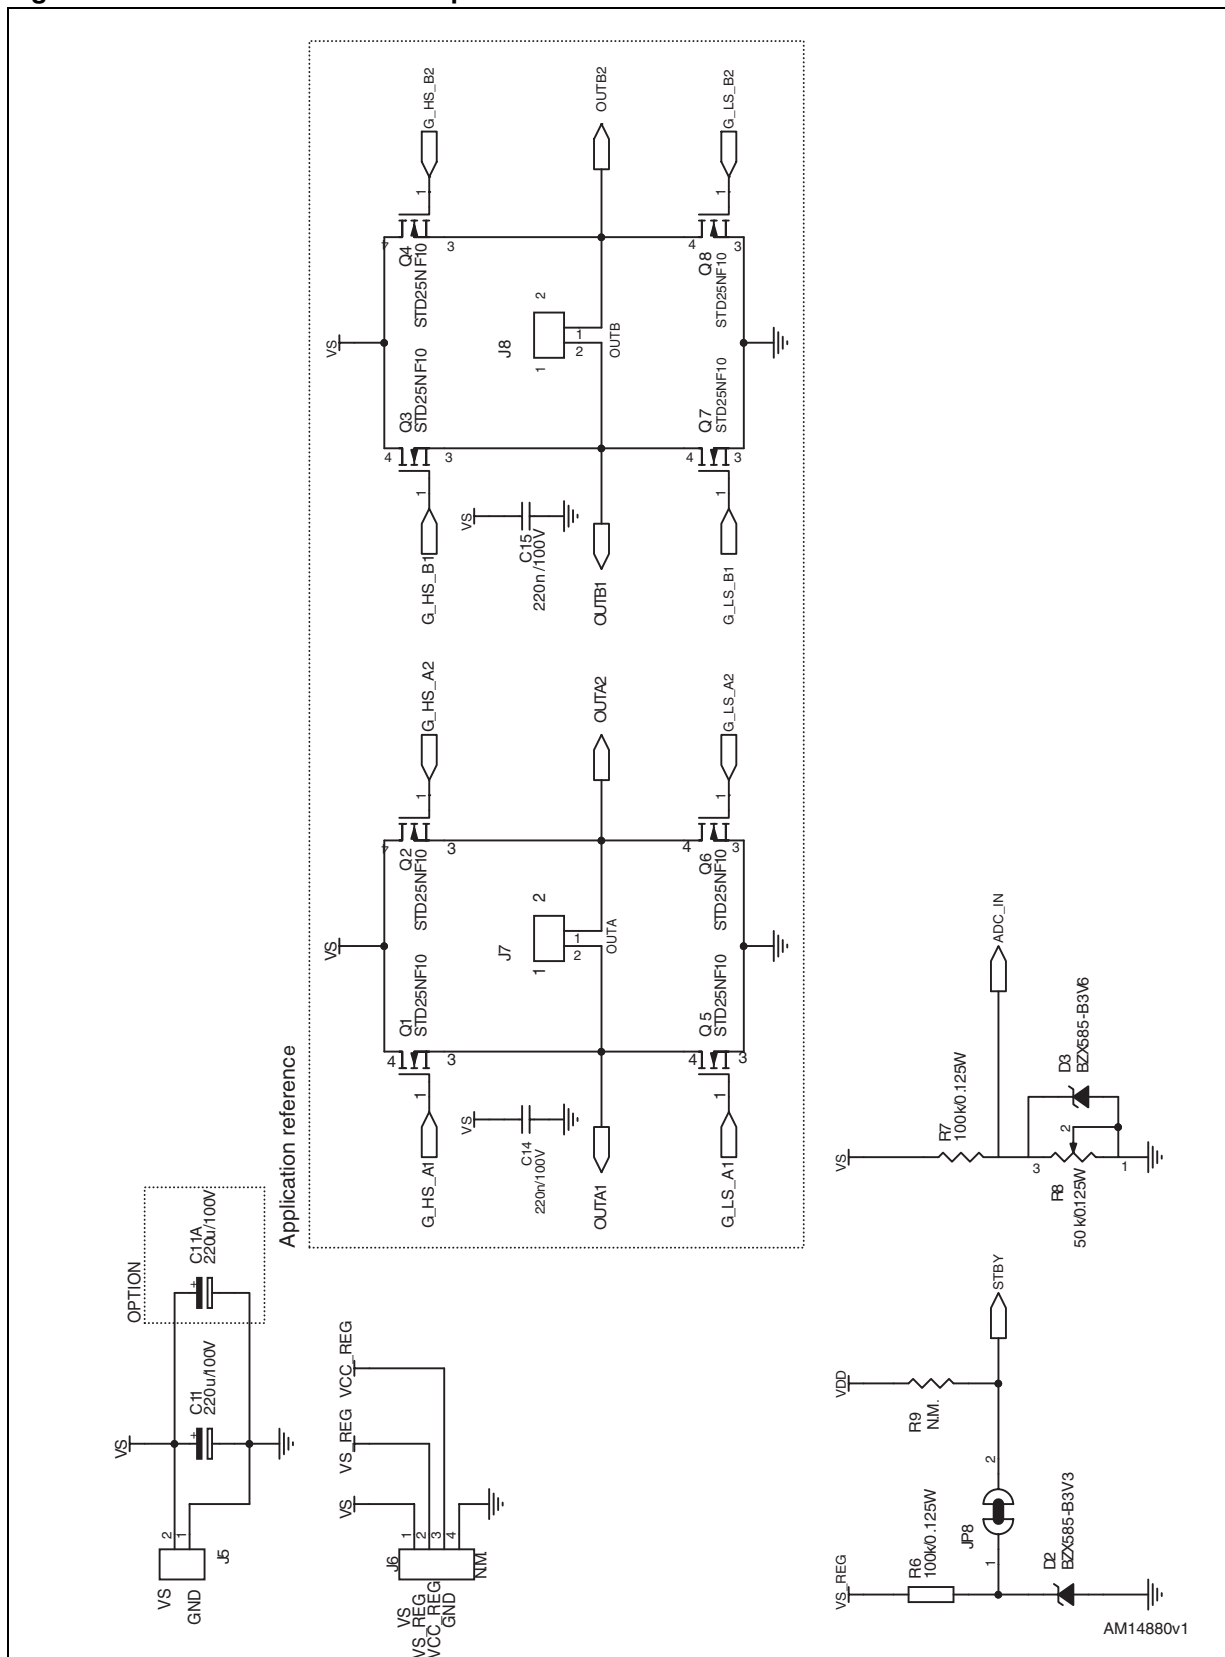 OPTION
VS
C11
220u/100V
C11A
220u/100V
+
+
2
1
J5
VS
GND
VS
VS_REG
VCC_REG
J6
1
2
3
4
N.M.
VS
VS_REG
VCC_REG
GND
Application reference
VS
G_HS_A1
1
4
3
Q1
STD25NF10
Q2
STD25NF10
3
1
G_HS_A2
VS
C14
220n/100V
J7
1
2
2
1
OUTA
OUTA1
OUTA2
G_LS_A1
1
4
3
Q5
STD25NF10
Q6
STD25NF10
4
3
1
G_LS_A2
VS
G_HS_B1
1
4
3
Q3
STD25NF10
Q4
STD25NF10
3
1
G_HS_B2
VS
C15
220n/100V
J8
1
2
2
1
OUTB
OUTB1
OUTB2
G_LS_B1
1
4
3
Q7
STD25NF10
Q8
STD25NF10
4
3
1
G_LS_B2
VS_REG
R6
100k/0.125W
JP8
1
2
D2
BZX585-B3V3
VDD
R9
N.M.
STBY
VS
R7
100k/0.125W
ADC_IN
R8
50k/0.125W
3
2
1
D3
BZX585-B3V6
AM14880v1